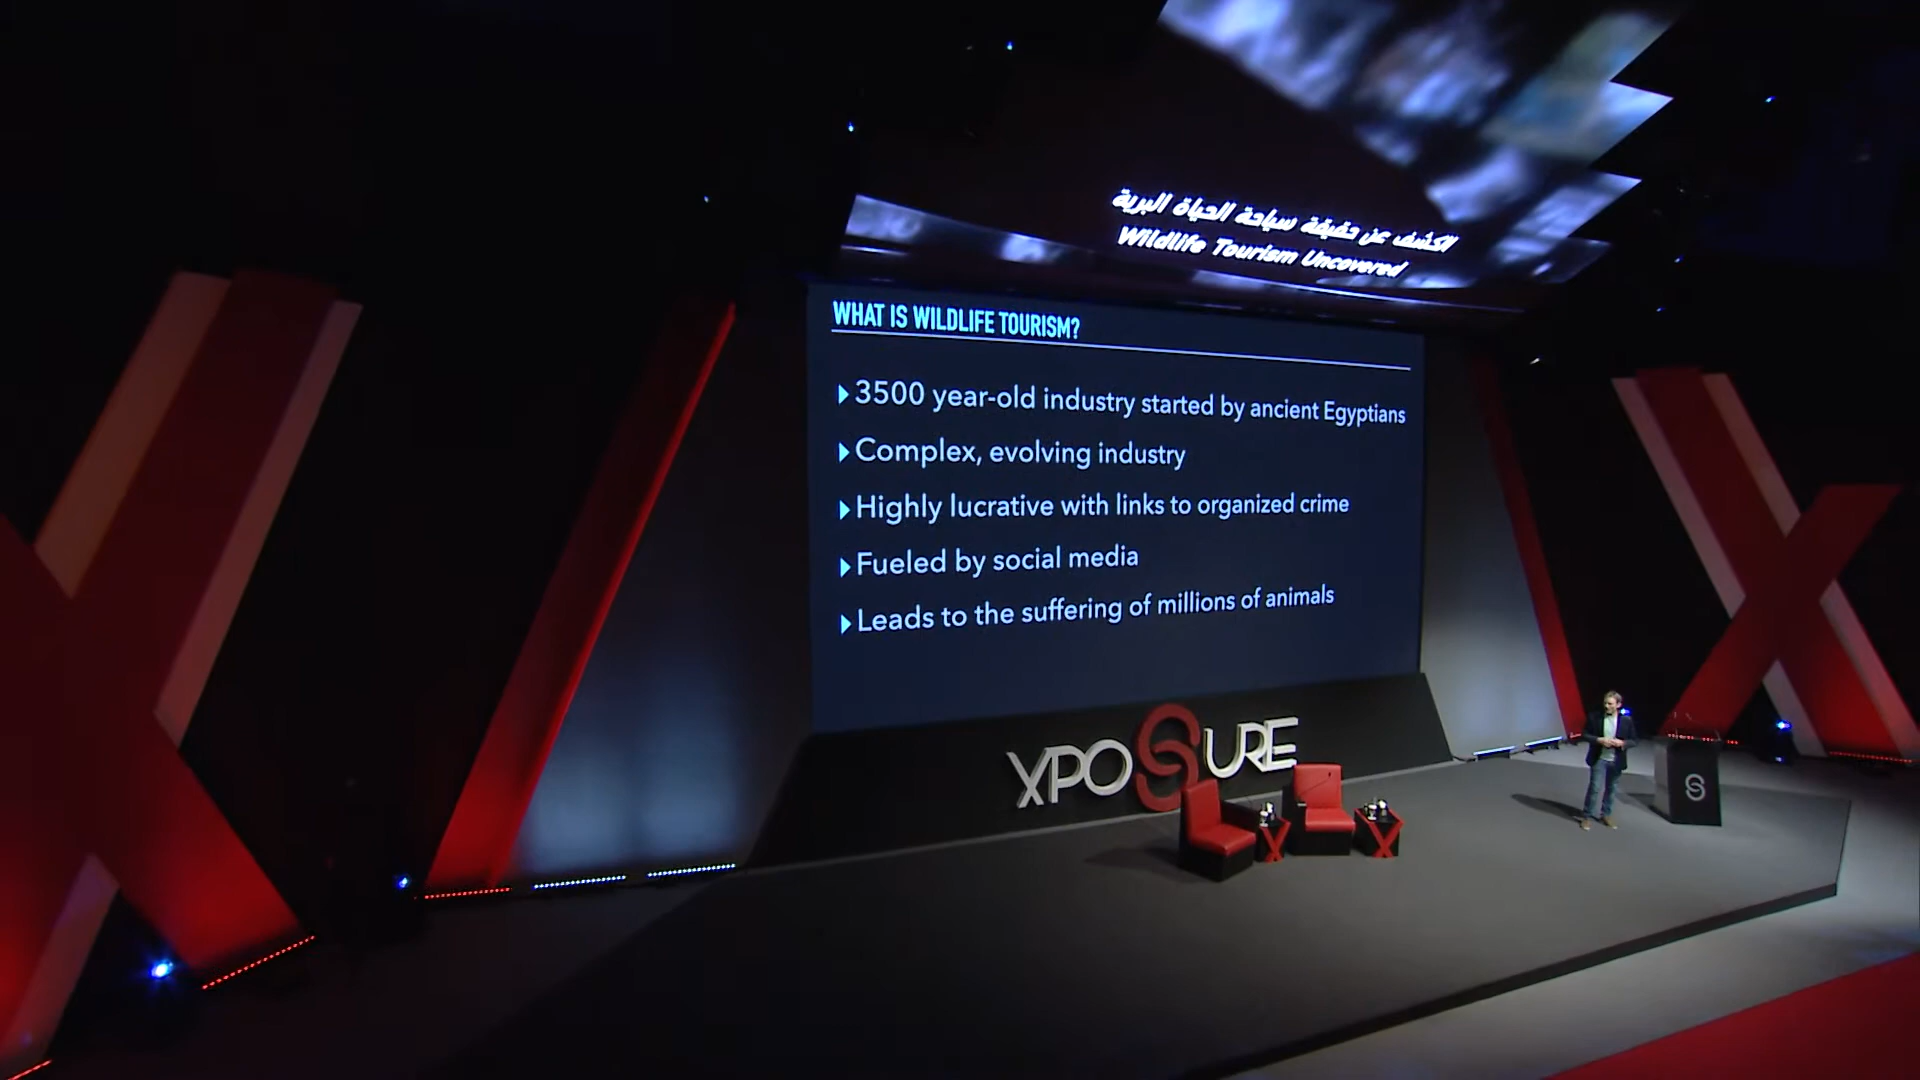 الكشف عن حقيقة سياحة الحياة البرية
Wildlife Tourism Uncovered
WHAT IS WILDLIFE TOURISM?
3500 year-old industry started by ancient Egyptians
Complex, evolving industry
Highly lucrative with links to organized crime
Fueled by social media
Leads to the suffering of millions of animals
XPOSURE